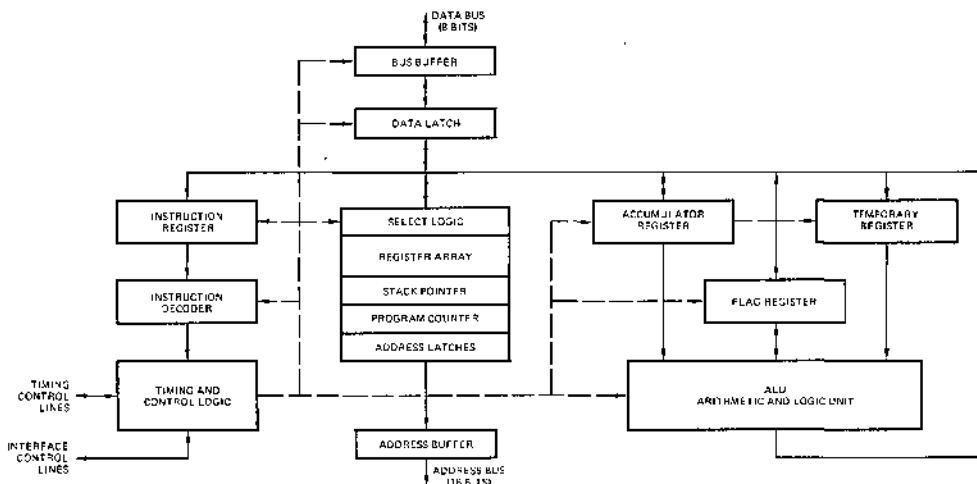 DATA BUS
(8 BITS)
BUS BUFFER
DATA LATCH
INSTRUCTION
REGISTER
SELECT LOGIC
ACCUMULATOR
REGISTER
TEMPORARY
REGISTER
REGISTER ARRAY
INSTRUCTION
DECODER
STACK POINTER
FLAG REGISTER
PROGRAM COUNTER
ADDRESS LATCHES
TIMING
CONTROL
LINES
TIMING AND
CONTROL LOGIC
ALU
ARITHMETIC AND LOGIC UNIT
INTERFACE
CONTROL
LINES
ADDRESS BUFFER
ADDRESS BUS
(16 BITS)